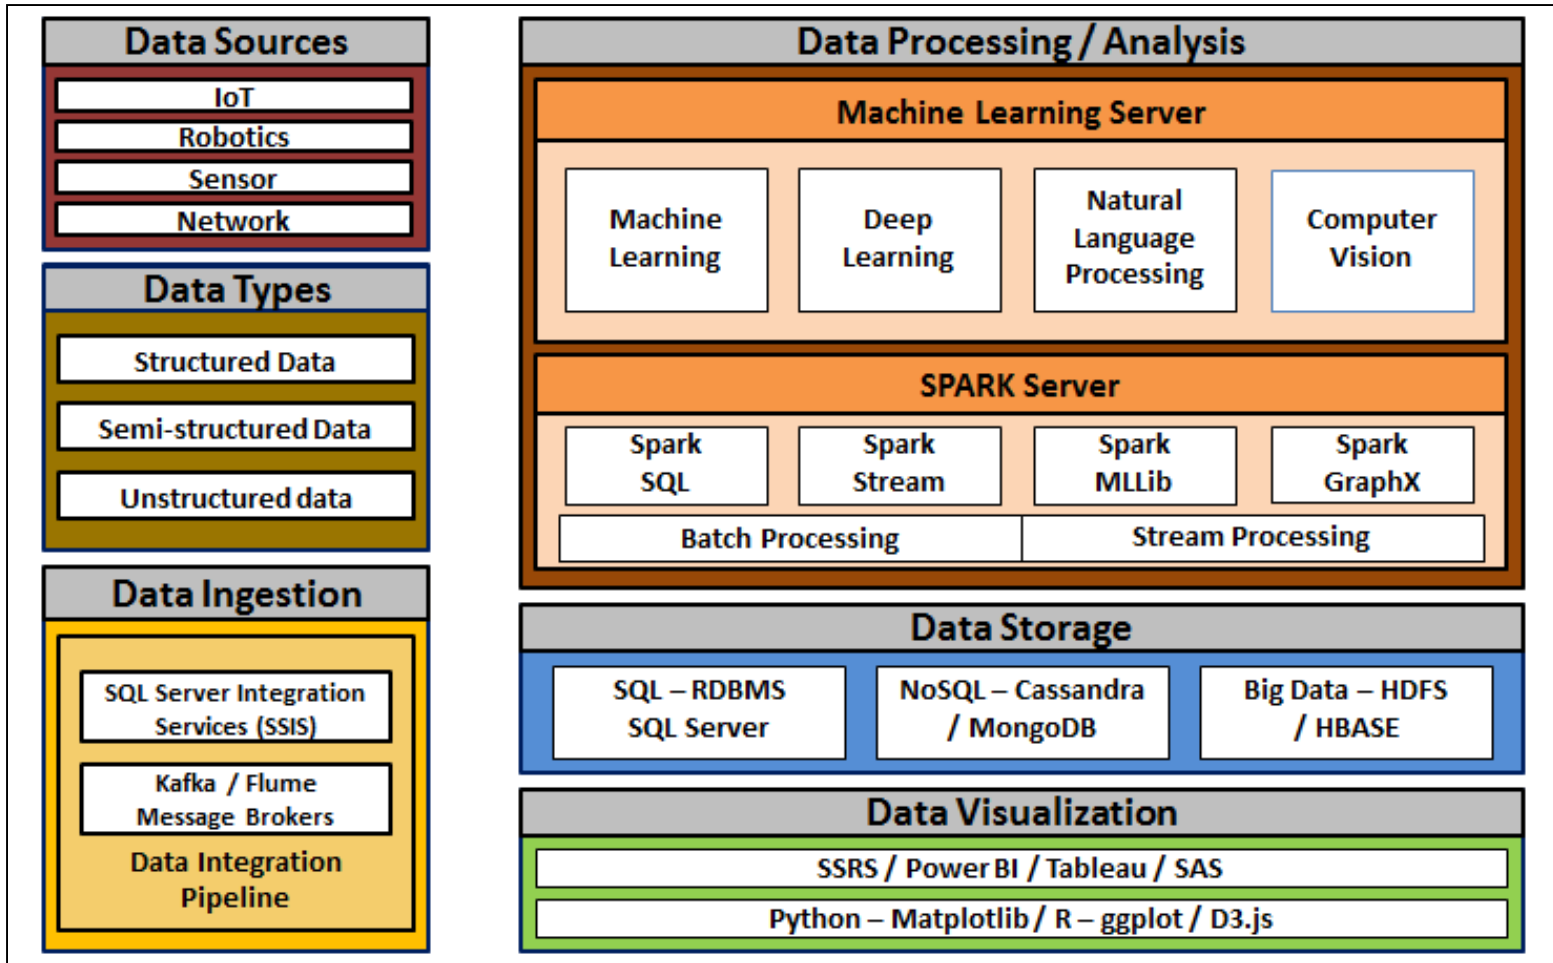 Data Sources
IoT
Robotics
Sensor
Network
Data Types
Structured Data
Semi-structured Data
Unstructured data
Data Ingestion
SQL Server Integration
Services (SSIS)
Kafka / Flume
Message Brokers
Data Integration
Pipeline
Data Processing / Analysis
Machine Learning Server
Machine
Learning
Deep
Learning
Natural
Language
Processing
Computer
Vision
SPARK Server
Spark
SQL
Spark
Stream
Spark
MLLib
Spark
GraphX
Batch Processing
Stream Processing
Data Storage
SQL – RDBMS
SQL Server
NoSQL – Cassandra
/ MongoDB
Big Data – HDFS
/ HBASE
Data Visualization
SSRS / Power BI / Tableau / SAS
Python – Matplotlib / R – ggplot / D3.js